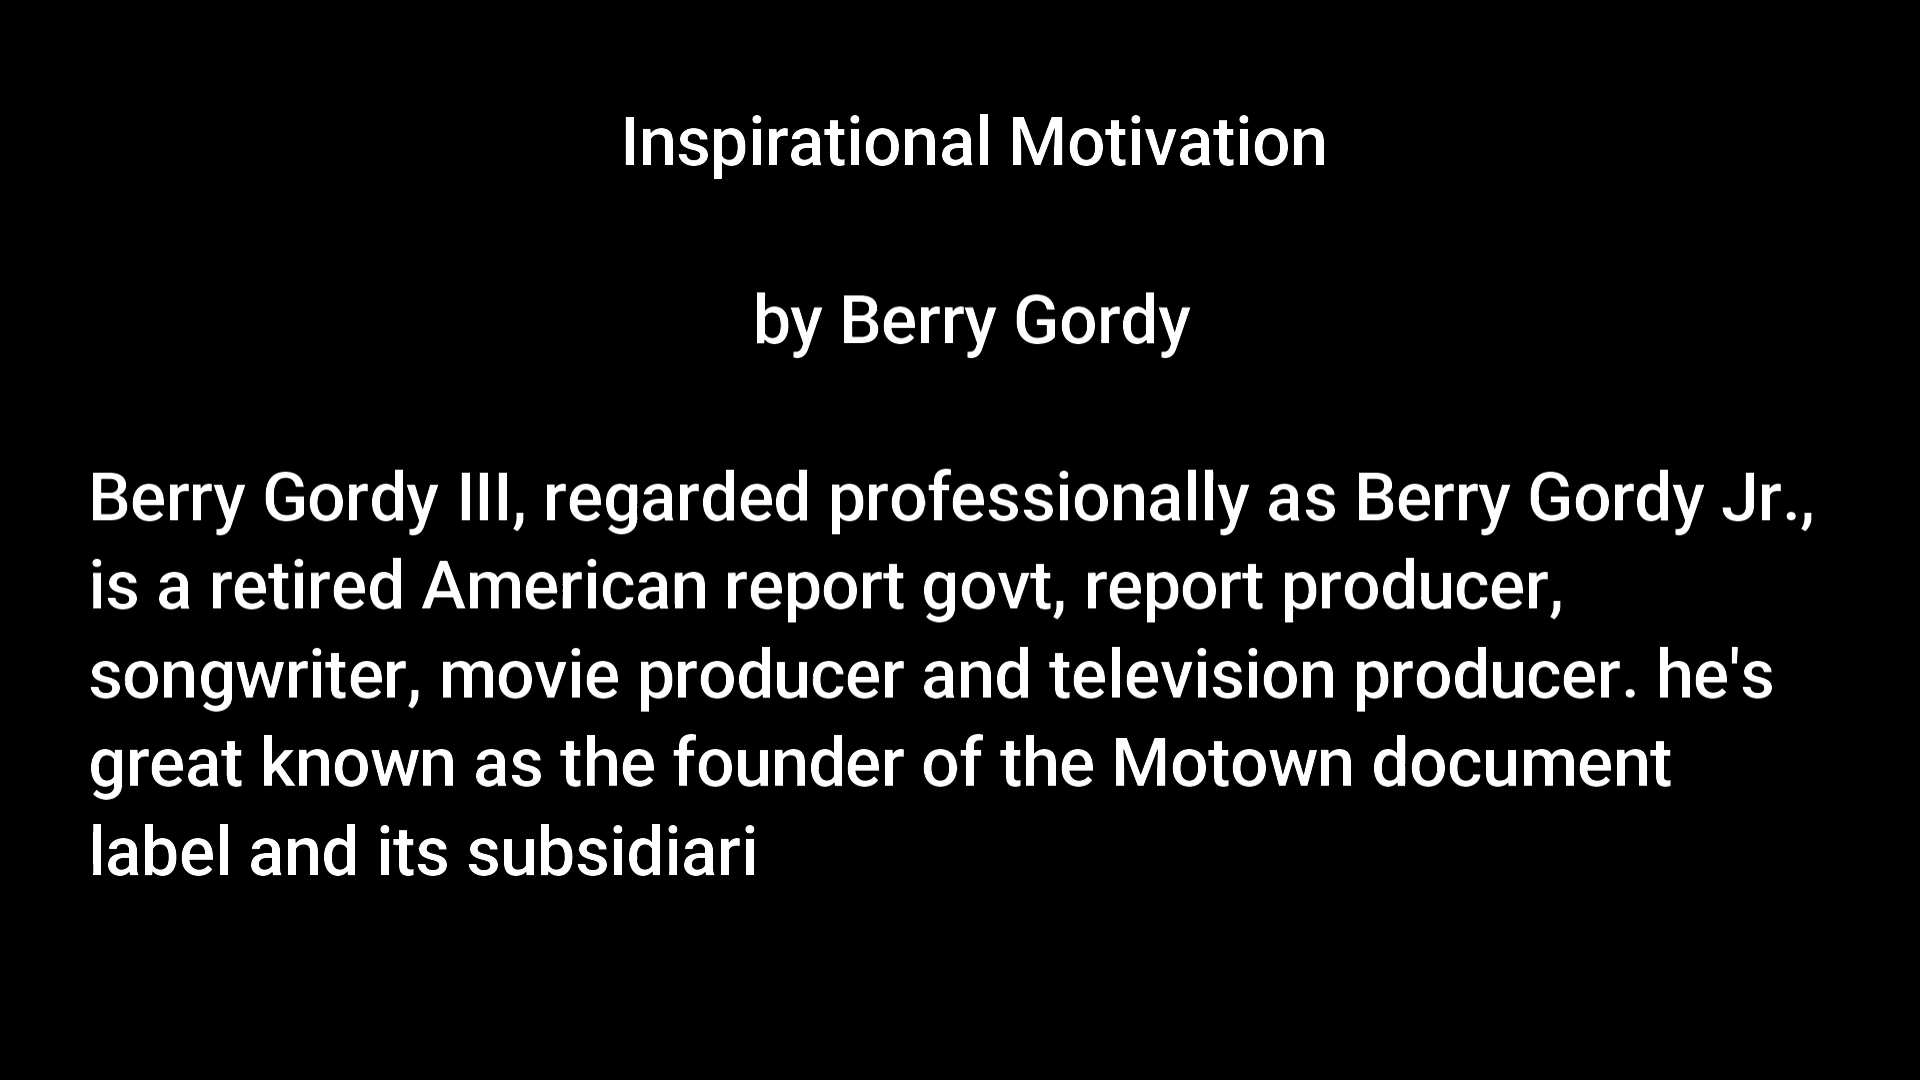 Inspirational Motivation
by Berry Gordy
Berry Gordy III, regarded professionally as Berry Gordy Jr.,
is a retired American report govt, report producer,
songwriter, movie producer and television producer. he's
great known as the founder of the Motown document
label and its subsidiari